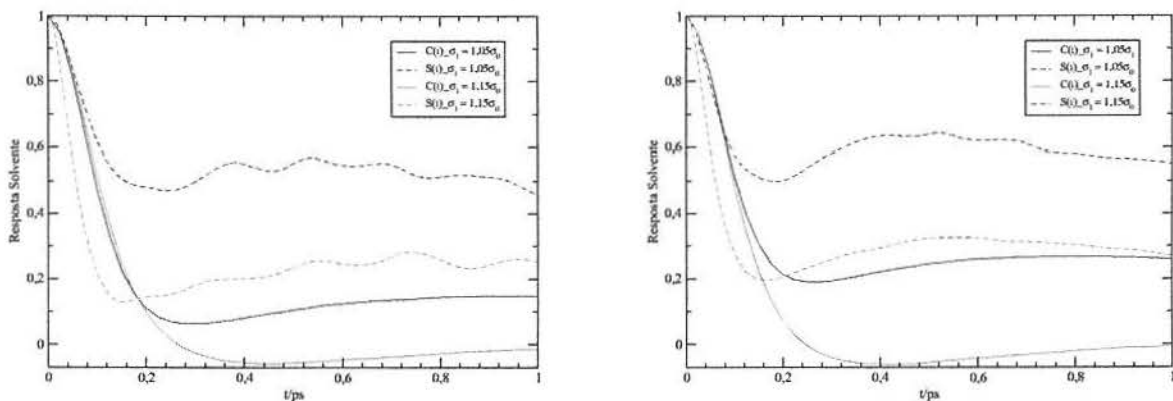 1
0,8
0,6
0,4
0,2
0
0
0,2
0,4
0,6
0,8
1
Resposta Solvente
t/ps
C(t)_σ₁ = 1,05σ₀
S(t)_σ₁ = 1,05σ₀
C(t)_σ₁ = 1,15σ₀
S(t)_σ₁ = 1,15σ₀
1
0,8
0,6
0,4
0,2
0
0
0,2
0,4
0,6
0,8
1
Resposta Solvente
t/ps
C(t)_σ₁ = 1,05σ₁
S(t)_σ₁ = 1,05σ₀
C(t)_σ₁ = 1,15σ₀
S(t)_σ₁ = 1,15σ₀